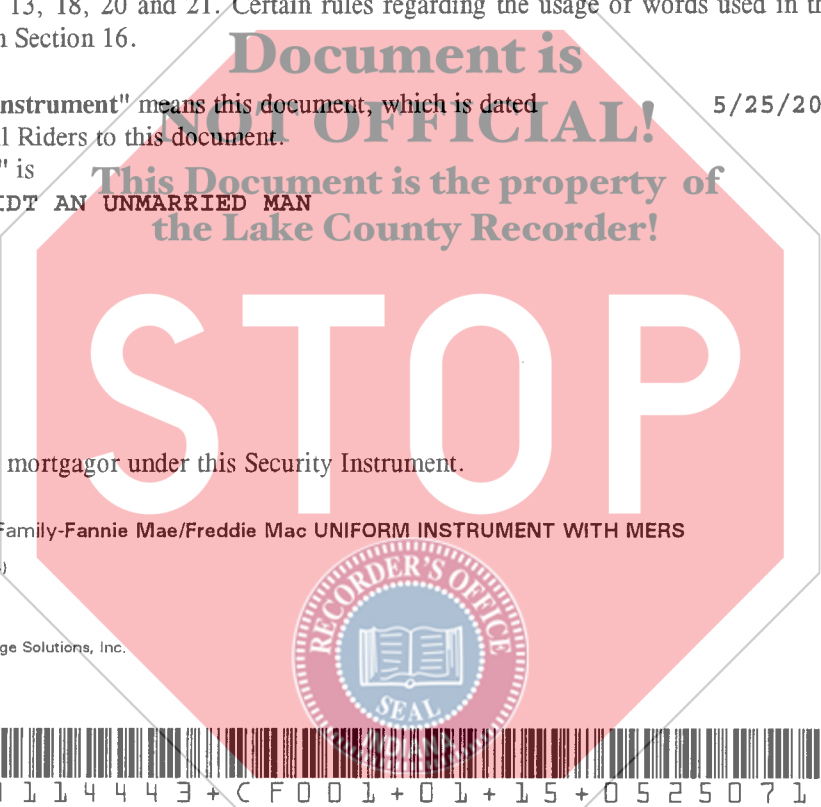 13, 18, 20 and 21. Certain rules regarding the usage of words used in
Section 16.
Document is
nstrument" means this document, which is dated 5/25/20
NOT OFFICIAL!
l Riders to this document.
" is
This Document is the property of
IDT AN UNMARRIED MAN
the Lake County Recorder!
STOP
mortgagor under this Security Instrument.
Family-Fannie Mae/Freddie Mac UNIFORM INSTRUMENT WITH MERS
RECORDER'S OFFICE
ge Solutions, Inc.
SEAL
INDIANA
114443+CF001+01+15+0525071